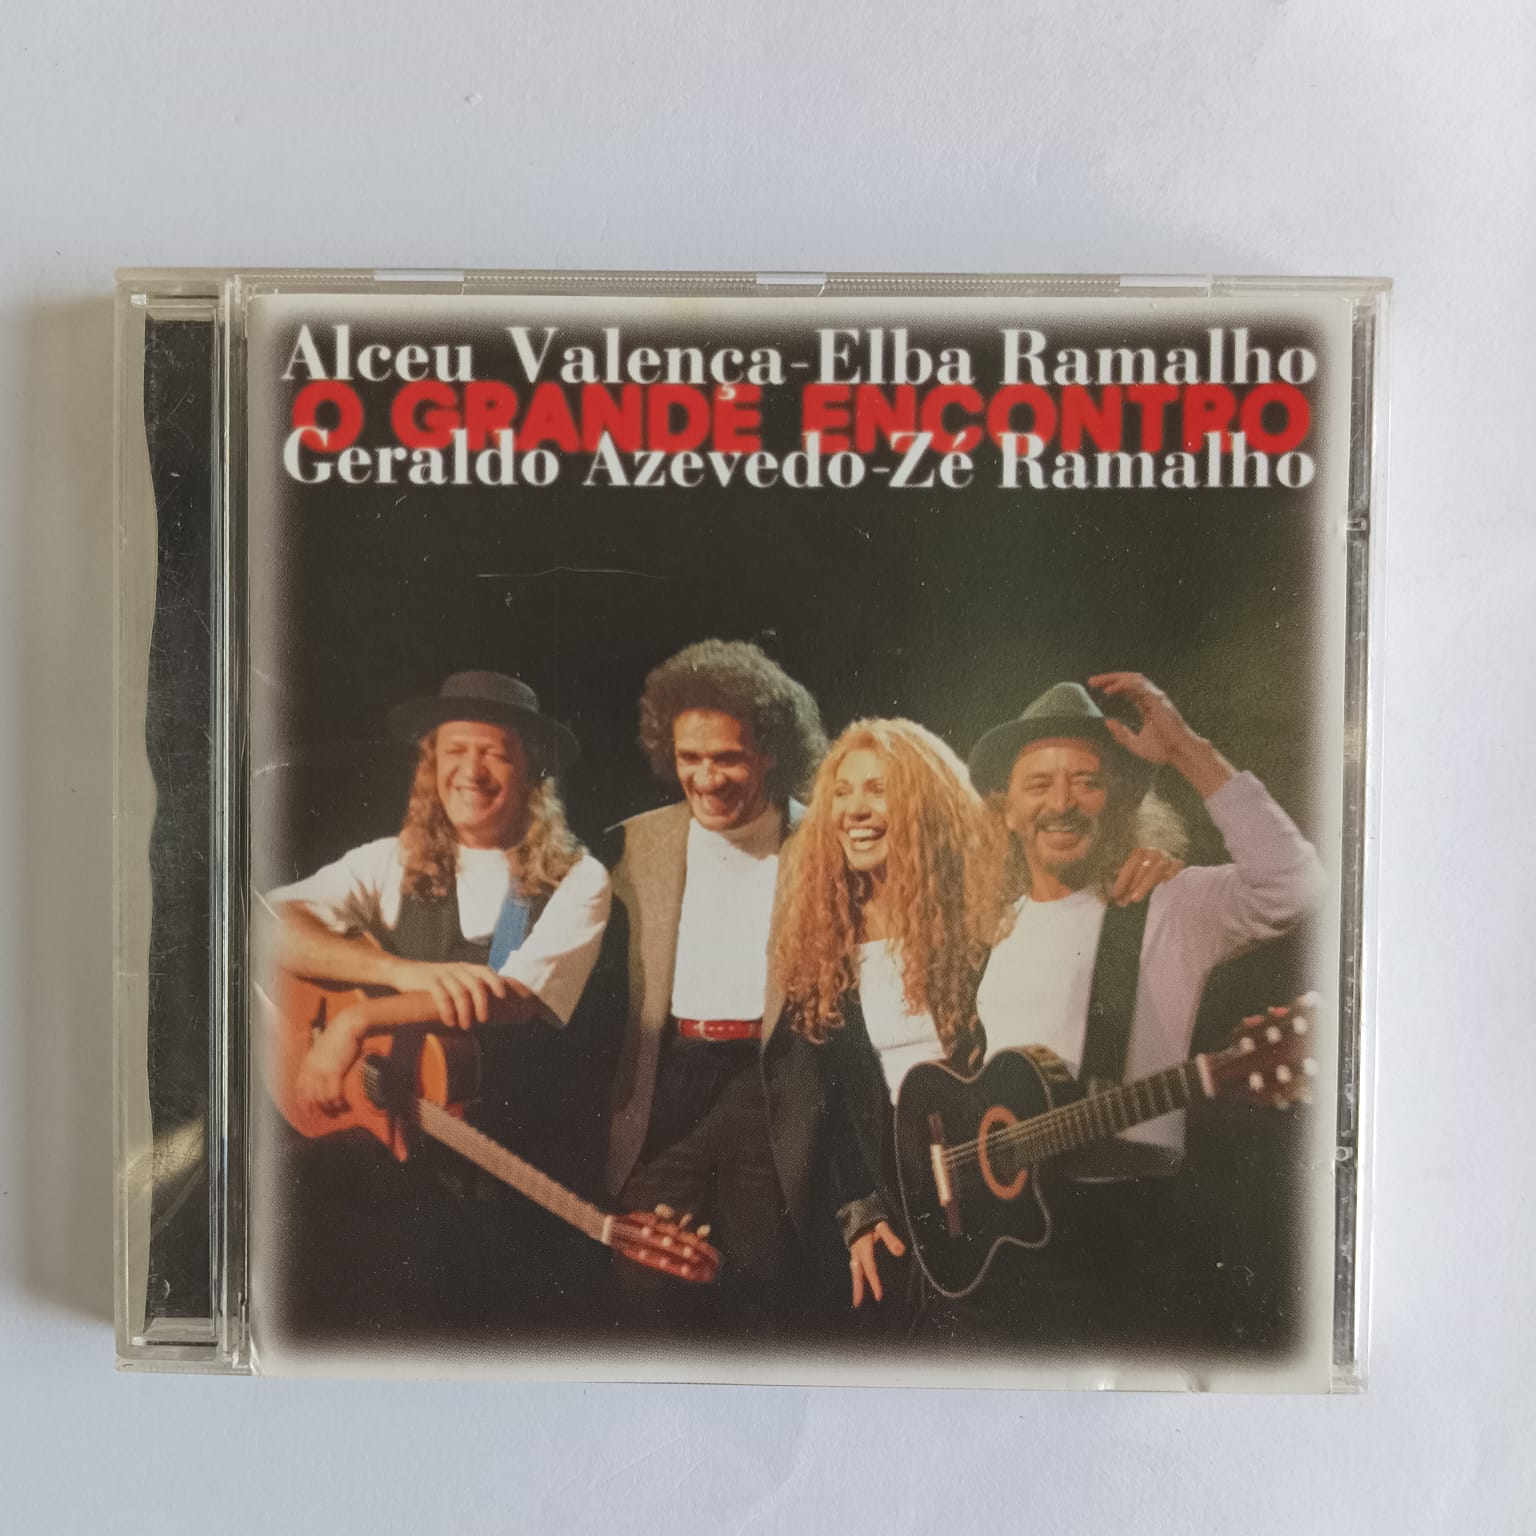 Alceu Valença-Elba Ramalho
O GRANDE ENCONTRO
Geraldo Azevedo-Zé Ramalho